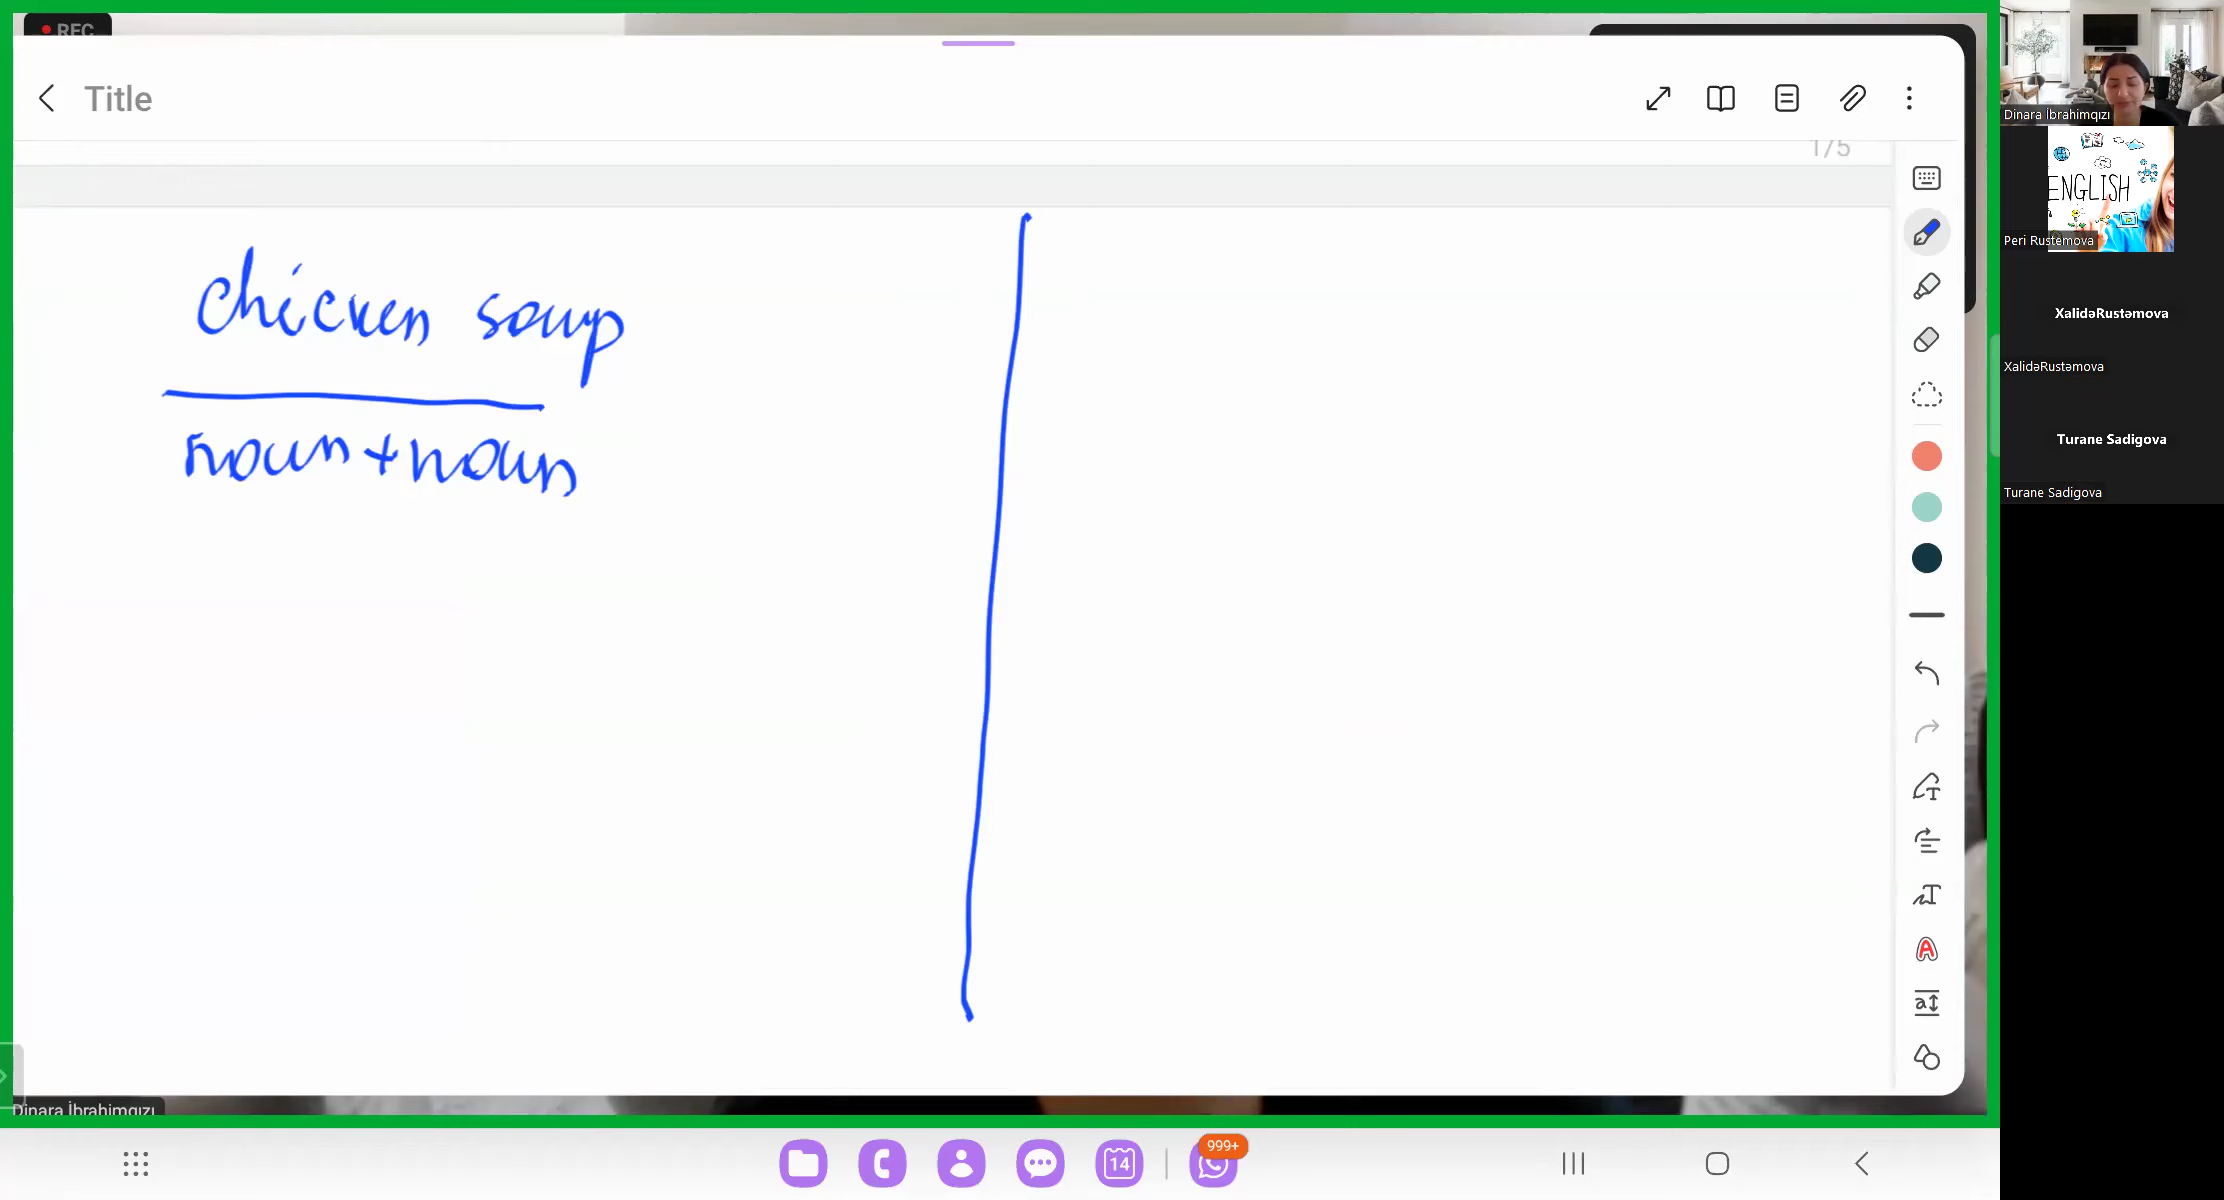 REC
Title
1/5
chicken soup
noun + noun
T
T
A
a
Dinara İbrahimqızı
14
999+
Dinara İbrahimqızı
ENGLISH
Peri Rustemova
XalidəRustəmova
XalidəRustəmova
Turane Sadigova
Turane Sadigova